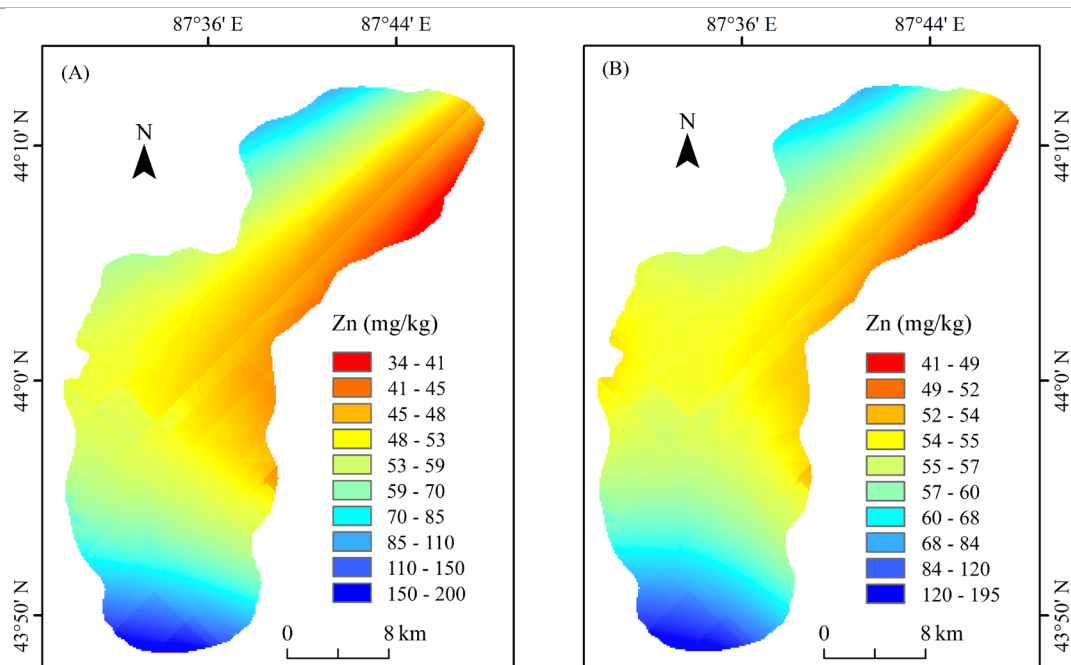 87°36' E
87°44' E
87°36' E
87°44' E
(A)
(B)
N
N
44°10' N
44°0' N
43°50' N
44°10' N
44°0' N
43°50' N
Zn (mg/kg)
34 - 41
41 - 45
45 - 48
48 - 53
53 - 59
59 - 70
70 - 85
85 - 110
110 - 150
150 - 200
0 8 km
Zn (mg/kg)
41 - 49
49 - 52
52 - 54
54 - 55
55 - 57
57 - 60
60 - 68
68 - 84
84 - 120
120 - 195
0 8 km